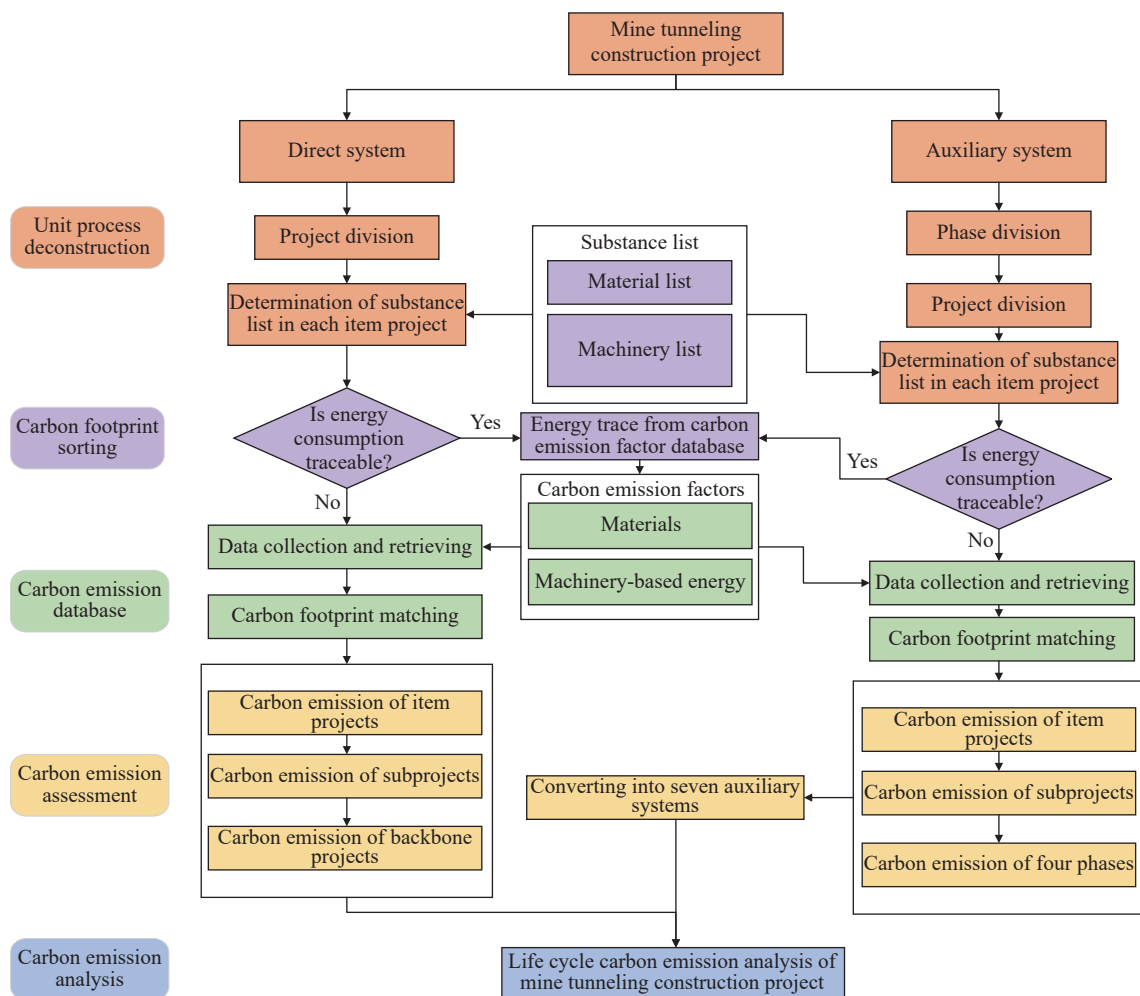 Mine tunneling
construction project
Direct system
Auxiliary system
Unit process
deconstruction
Project division
Substance list
Phase division
Material list
Determination of substance
list in each item project
Machinery list
Project division
Determination of substance
list in each item project
Carbon footprint
sorting
Is energy
consumption
traceable?
Yes
Energy trace from carbon
emission factor database
Yes
Is energy
consumption
traceable?
No
Carbon emission factors
Materials
No
Data collection and retrieving
Machinery-based energy
Data collection and retrieving
Carbon emission
database
Carbon footprint matching
Carbon footprint matching
Carbon emission of item
projects
Carbon emission of item
projects
Carbon emission
assessment
Carbon emission of subprojects
Converting into seven auxiliary
systems
Carbon emission of subprojects
Carbon emission of backbone
projects
Carbon emission of four phases
Carbon emission
analysis
Life cycle carbon emission analysis of
mine tunneling construction project